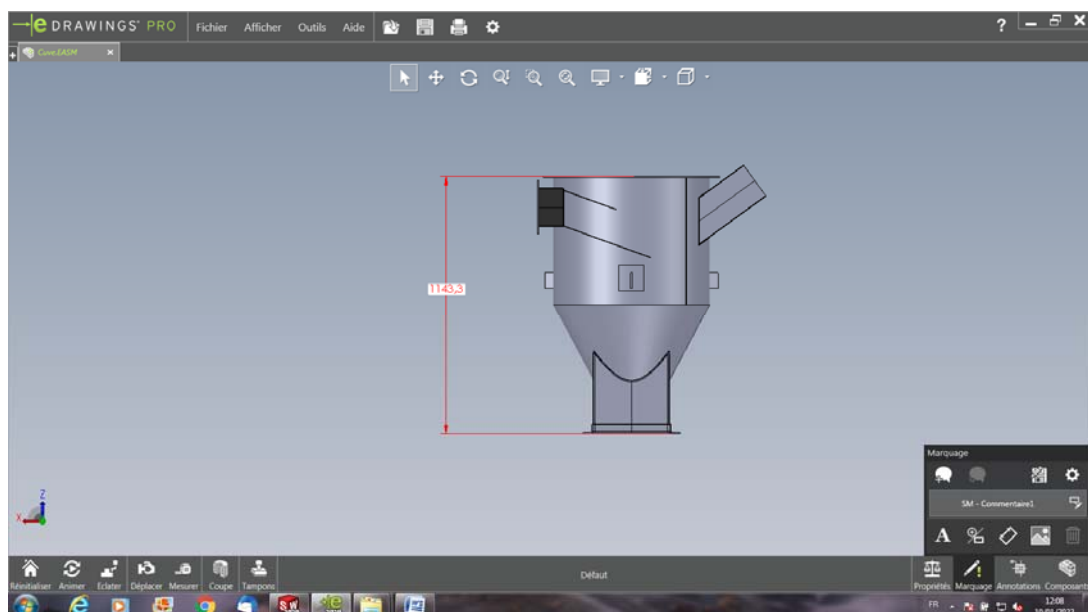 eDRAWINGS® PRO Fichier Afficher Outils Aide ?
Cuve.EASM
1143,3
Z
X
Marquage
SM - Commentaire1
A
Réinitialiser Animer Eclater Déplacer Mesurer Coupe Tampons
Défaut
Propriétés Marquage Annotations Composants
SW
W
FR
12:08